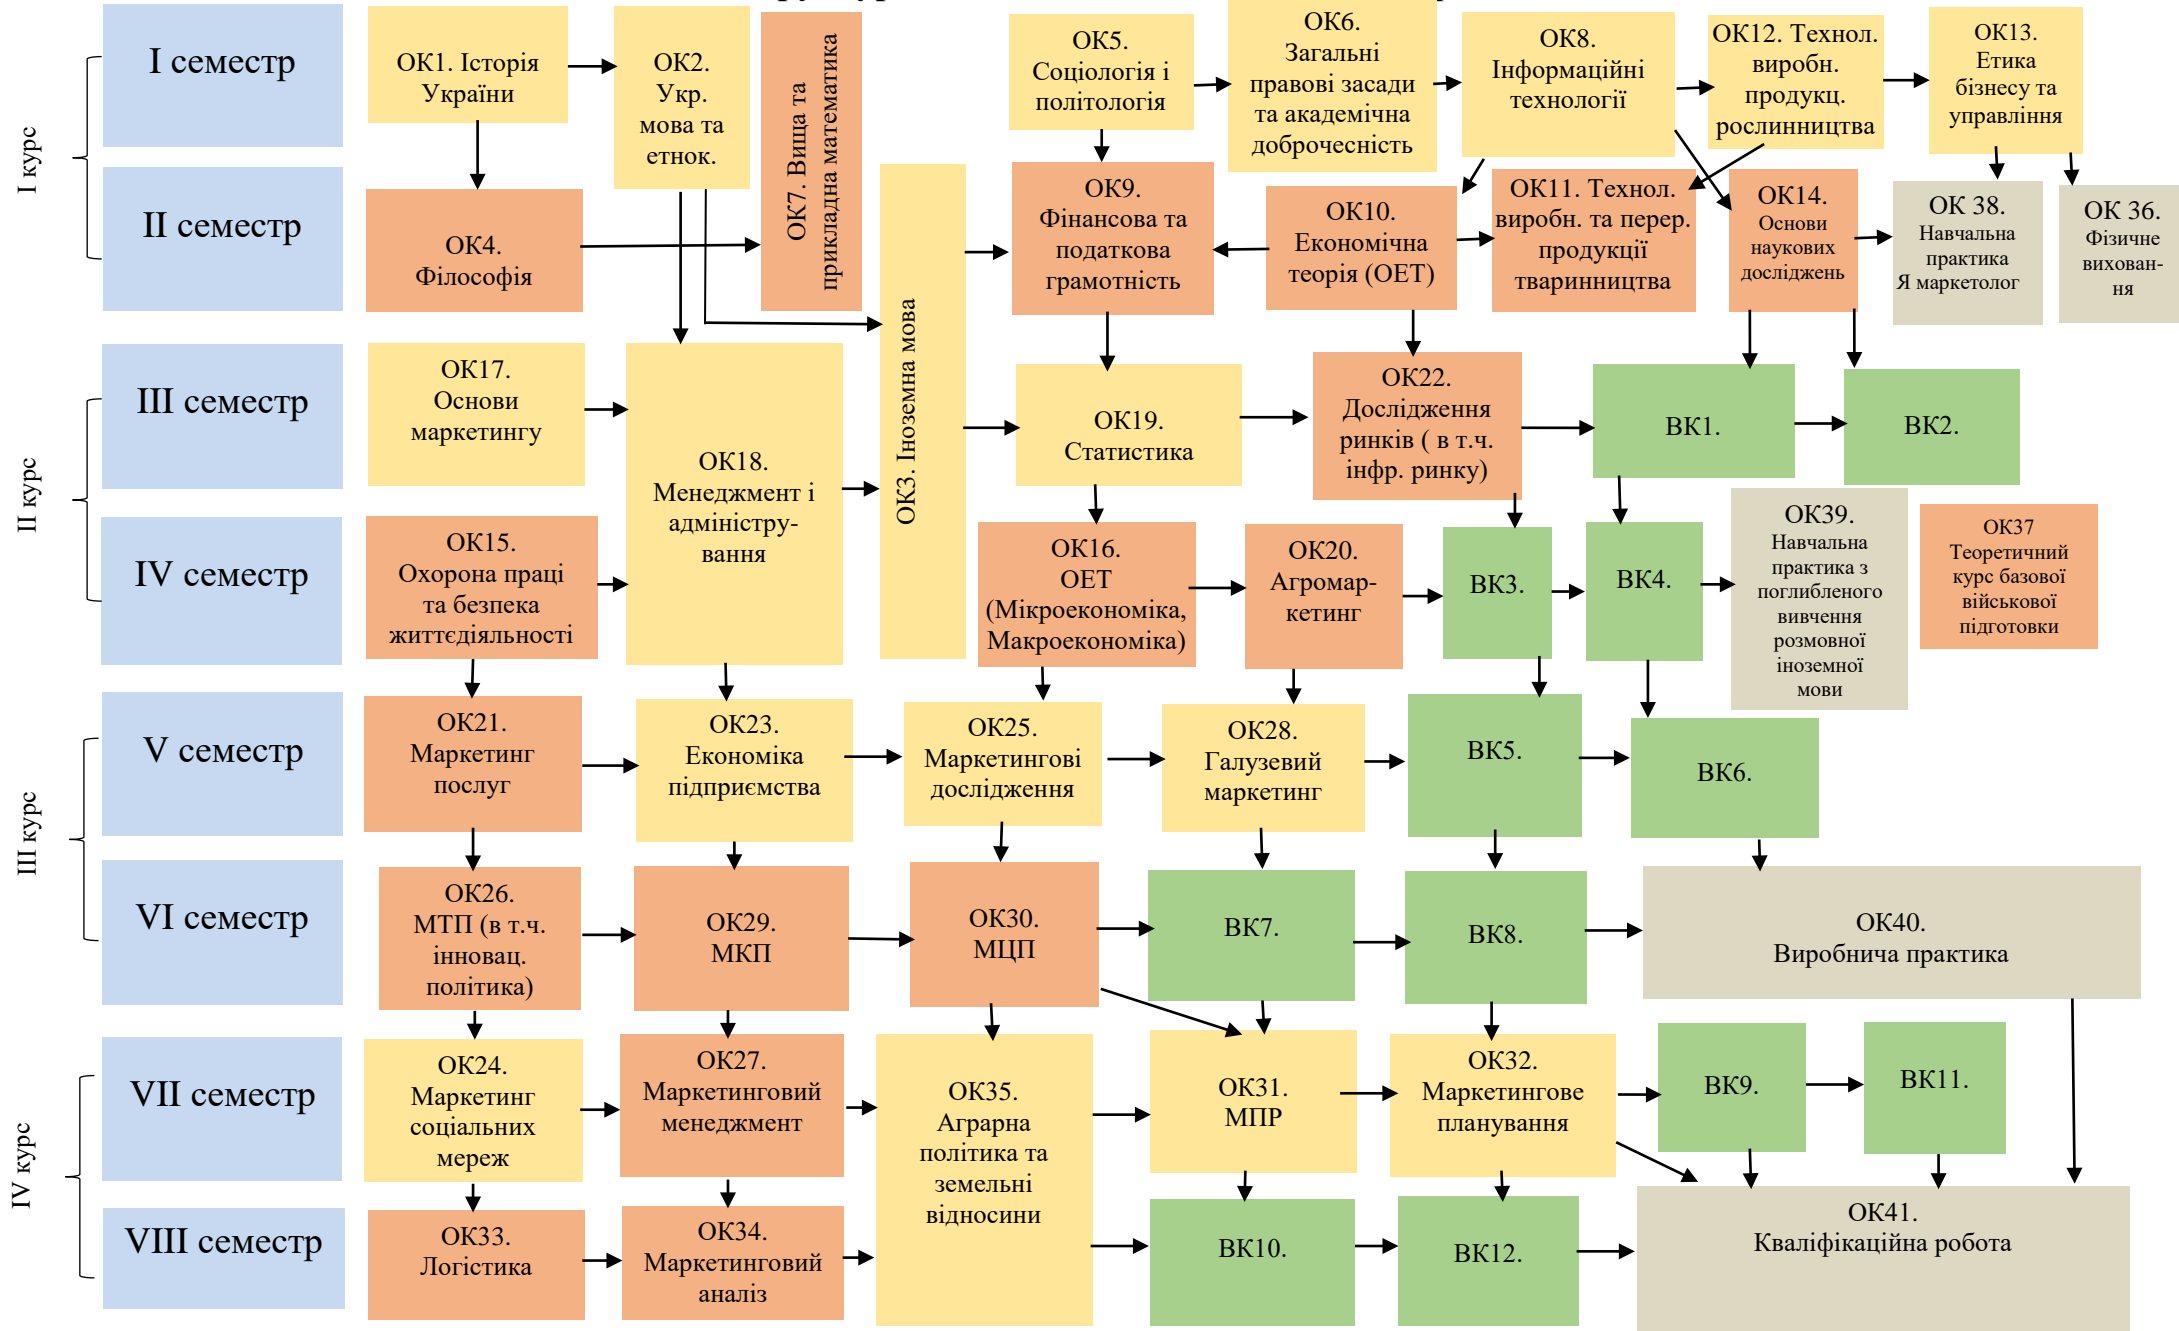 I курс
I семестр
ОК1. Історія
України
ОК2.
Укр.
мова та
етнок.
ОК7. Вища та
прикладна математика
ОК5.
Соціологія і
політологія
ОК6.
Загальні
правові засади
та академічна
доброчесність
ОК8.
Інформаційні
технології
ОК12. Технол.
виробн.
продукц.
рослинництва
ОК13.
Етика
бізнесу та
управління
II семестр
ОК4.
Філософія
ОК3. Іноземна мова
ОК9.
Фінансова та
податкова
грамотність
ОК10.
Економічна
теорія (ОЕТ)
ОК11. Технол.
виробн. та перер.
продукції
тваринництва
ОК14.
Основи
наукових
досліджень
ОК 38.
Навчальна
практика
Я маркетолог
ОК 36.
Фізичне
вихован-
ня
II курс
III семестр
ОК17.
Основи
маркетингу
ОК18.
Менеджмент і
адміністру-
вання
ОК19.
Статистика
ОК22.
Дослідження
ринків ( в т.ч.
інфр. ринку)
ВК1.
ВК2.
IV семестр
ОК15.
Охорона праці
та безпека
життєдіяльності
ОК16.
ОЕТ
(Мікроекономіка,
Макроекономіка)
ОК20.
Агромар-
кетинг
ВК3.
ВК4.
ОК39.
Навчальна
практика з
поглибленого
вивчення
розмовної
іноземної
мови
ОК37
Теоретичний
курс базової
військової
підготовки
III курс
V семестр
ОК21.
Маркетинг
послуг
ОК23.
Економіка
підприємства
ОК25.
Маркетингові
дослідження
ОК28.
Галузевий
маркетинг
ВК5.
ВК6.
VI семестр
ОК26.
МТП (в т.ч.
інновац.
політика)
ОК29.
МКП
ОК30.
МЦП
ВК7.
ВК8.
ОК40.
Виробнича практика
IV курс
VII семестр
ОК24.
Маркетинг
соціальних
мереж
ОК27.
Маркетинговий
менеджмент
ОК35.
Аграрна
політика та
земельні
відносини
ОК31.
МПР
ОК32.
Маркетингове
планування
ВК9.
ВК11.
VIII семестр
ОК33.
Логістика
ОК34.
Маркетинговий
аналіз
ВК10.
ВК12.
ОК41.
Кваліфікаційна робота